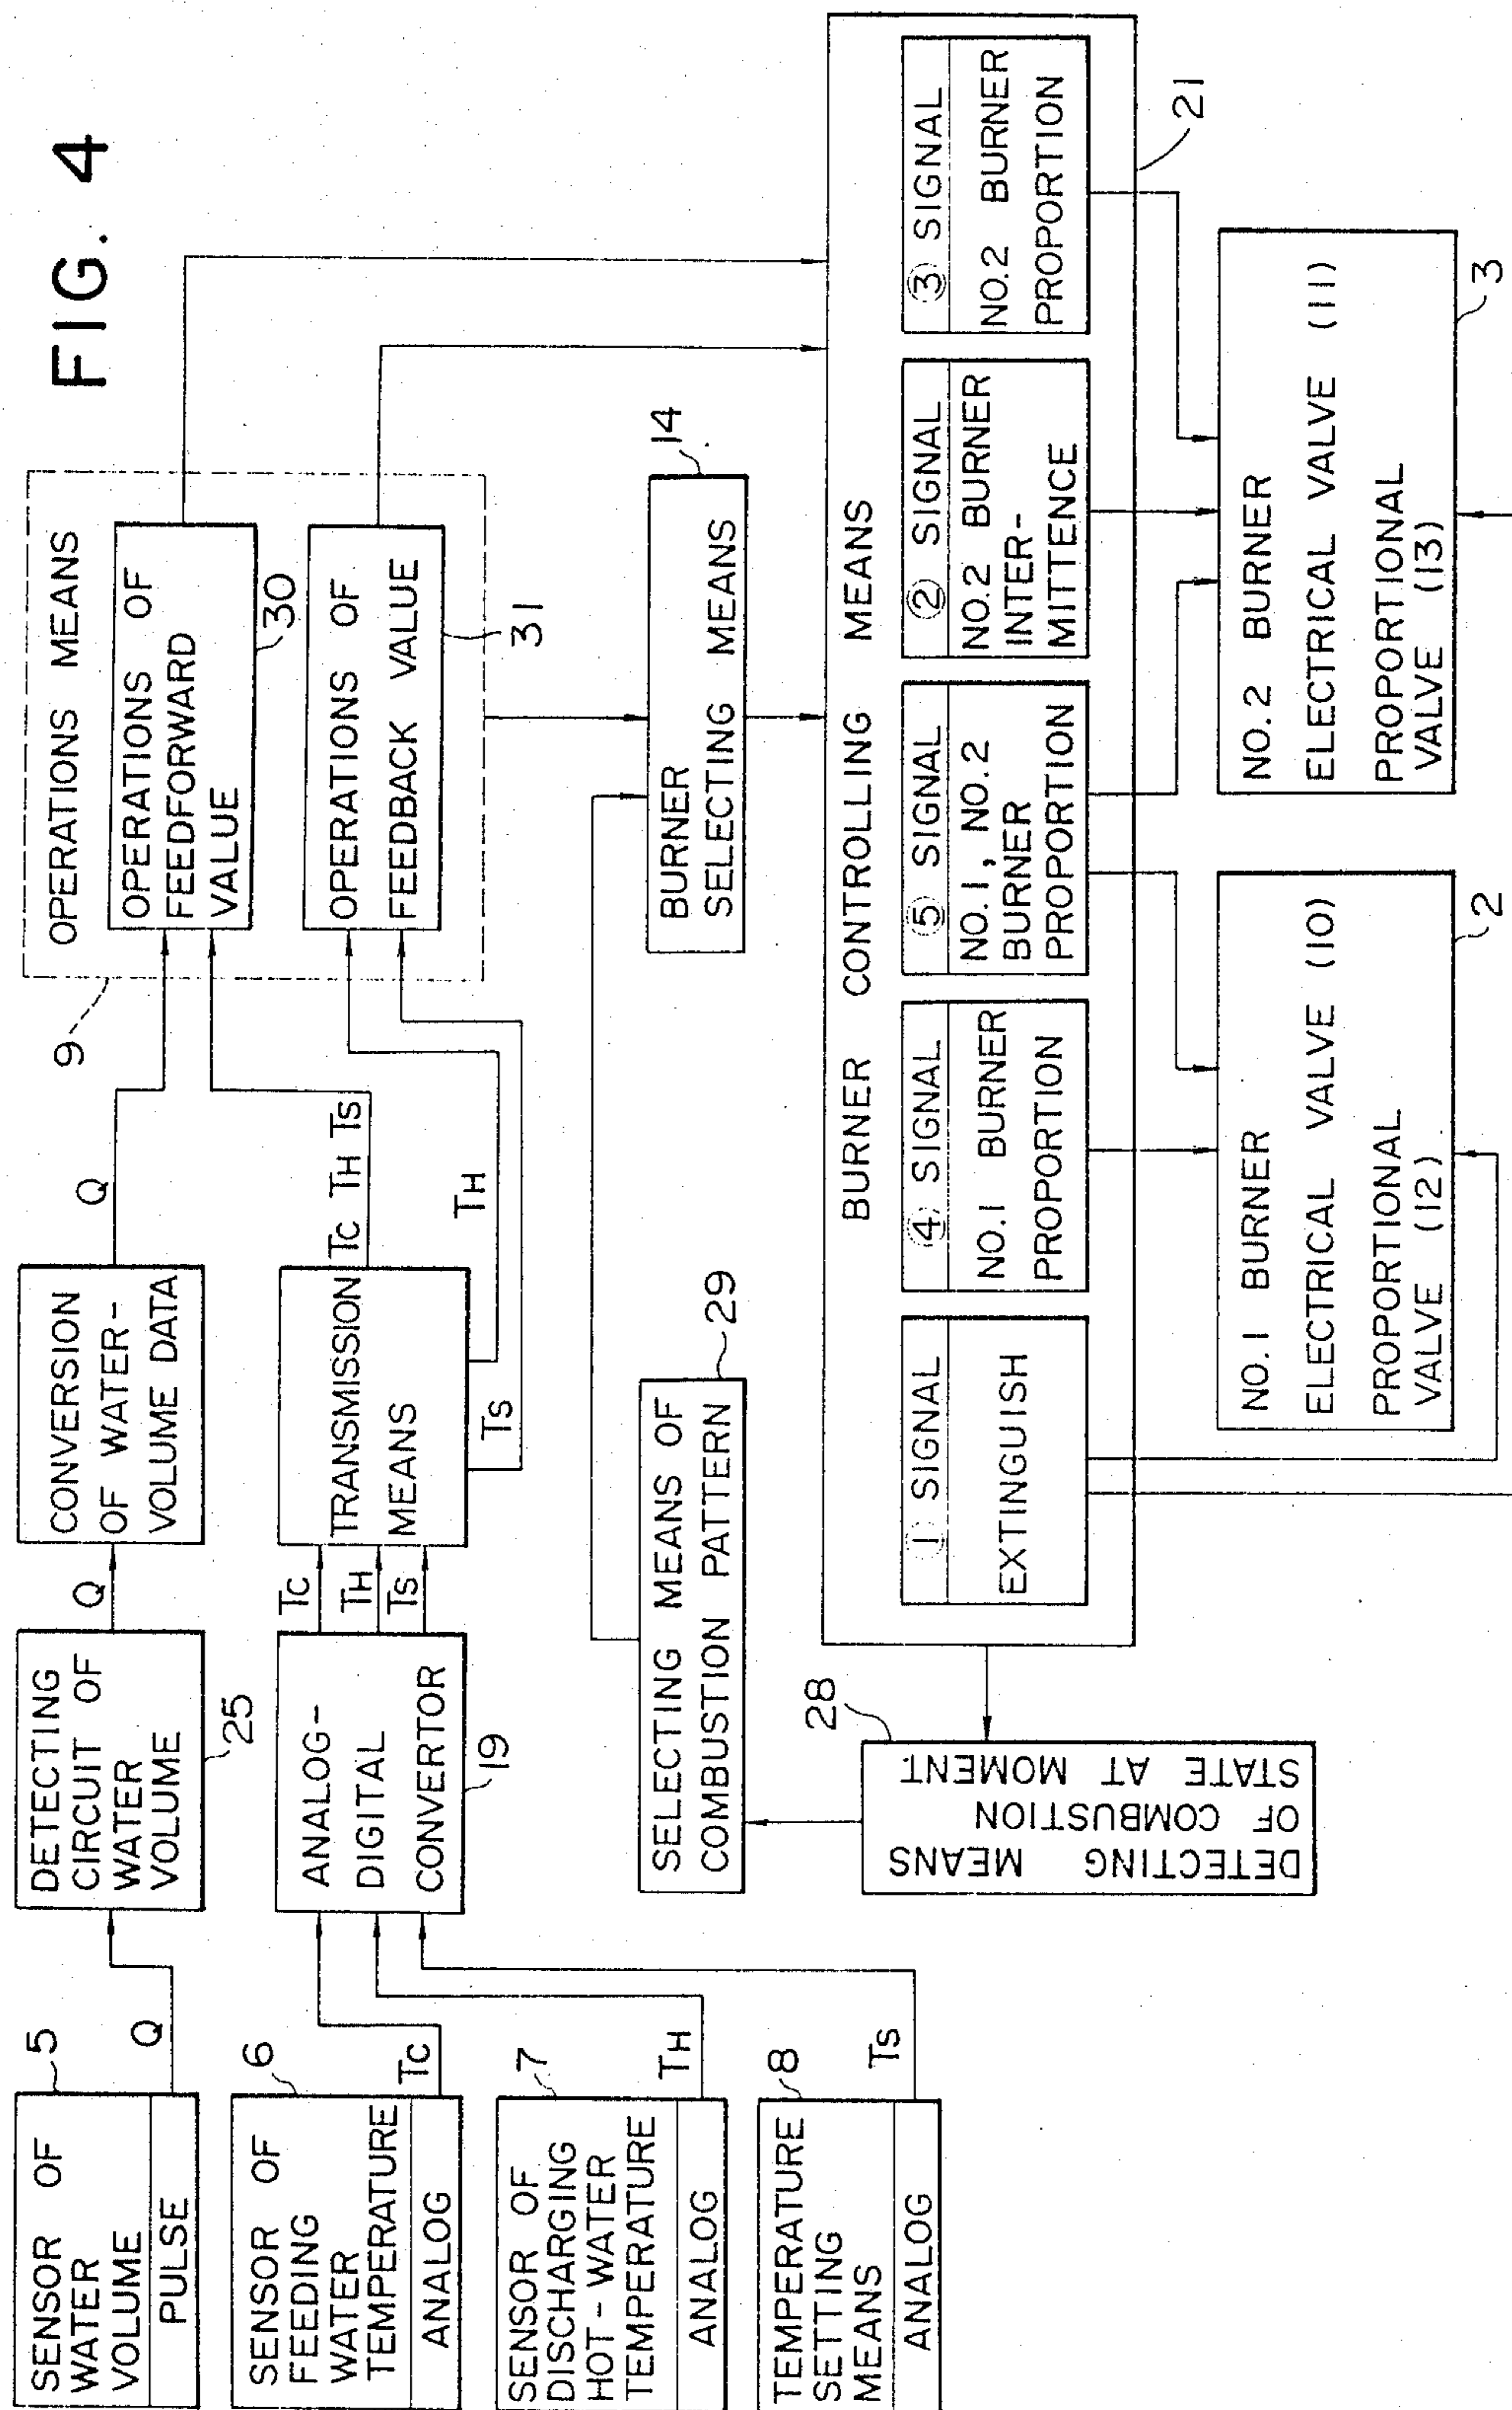 FIG. 4
SENSOR OF
WATER
VOLUME
PULSE
5
Q
DETECTING
CIRCUIT OF
WATER
VOLUME
25
Q
CONVERSION
OF WATER-
VOLUME DATA
Q
SENSOR OF
FEEDING
WATER
TEMPERATURE
ANALOG
6
TC
SENSOR OF
DISCHARGING
HOT-WATER
TEMPERATURE
ANALOG
7
TH
TEMPERATURE
SETTING
MEANS
ANALOG
8
TS
ANALOG-
DIGITAL
CONVERTOR
19
TC
TH
TS
TRANSMISSION
MEANS
TC TH TS
TH
TS
9
OPERATIONS MEANS
OPERATIONS OF
FEEDFORWARD
VALUE
30
OPERATIONS OF
FEEDBACK VALUE
31
BURNER
SELECTING MEANS
14
SELECTING MEANS OF
COMBUSTION PATTERN
29
DETECTING MEANS
OF COMBUSTION
STATE AT MOMENT
28
BURNER CONTROLLING MEANS
① SIGNAL
EXTINGUISH
④ SIGNAL
NO.1 BURNER
PROPORTION
⑤ SIGNAL
NO.1, NO.2
BURNER
PROPORTION
② SIGNAL
NO.2 BURNER
INTER-
MITTENCE
③ SIGNAL
NO.2 BURNER
PROPORTION
21
NO.1 BURNER
ELECTRICAL VALVE (10)
PROPORTIONAL
VALVE (12)
2
NO.2 BURNER
ELECTRICAL VALVE (11)
PROPORTIONAL
VALVE (13)
3